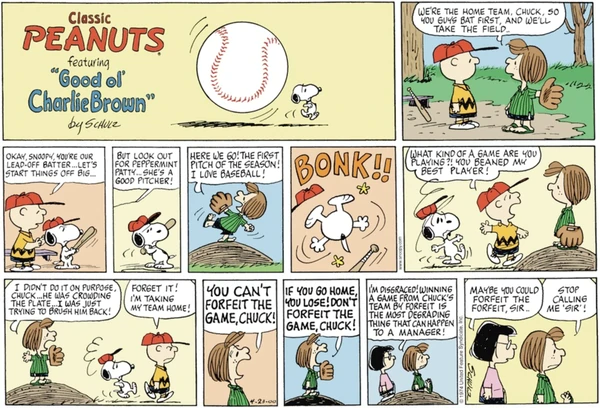 Classic
PEANUTS
featuring
"Good ol'
Charlie Brown"
by SCHULZ
WE'RE THE HOME TEAM, CHUCK, SO
YOU GUYS BAT FIRST, AND WE'LL
TAKE THE FIELD..
OKAY, SNOOPY, YOU'RE OUR
LEAD-OFF BATTER...LET'S
START THINGS OFF BIG...
BUT LOOK OUT
FOR PEPPERMINT
PATTY...SHE'S A
GOOD PITCHER!
HERE WE GO! THE FIRST
PITCH OF THE SEASON!
I LOVE BASEBALL!
BONK!!
WHAT KIND OF A GAME ARE YOU
PLAYING?! YOU BEANED MY
BEST PLAYER!
I DIDN'T DO IT ON PURPOSE,
CHUCK...HE WAS CROWDING
THE PLATE...I WAS JUST
TRYING TO BRUSH HIM BACK!
FORGET IT!
I'M TAKING
MY TEAM HOME!
YOU CAN'T
FORFEIT THE
GAME, CHUCK!
IF YOU GO HOME,
YOU LOSE! DON'T
FORFEIT THE
GAME, CHUCK!
I'M DISGRACED! WINNING
A GAME FROM CHUCK'S
TEAM BY FORFEIT IS
THE MOST DEGRADING
THING THAT CAN HAPPEN
TO A MANAGER!
MAYBE YOU COULD
FORFEIT THE
FORFEIT, SIR..
STOP
CALLING
ME 'SIR'!
SCHULZ